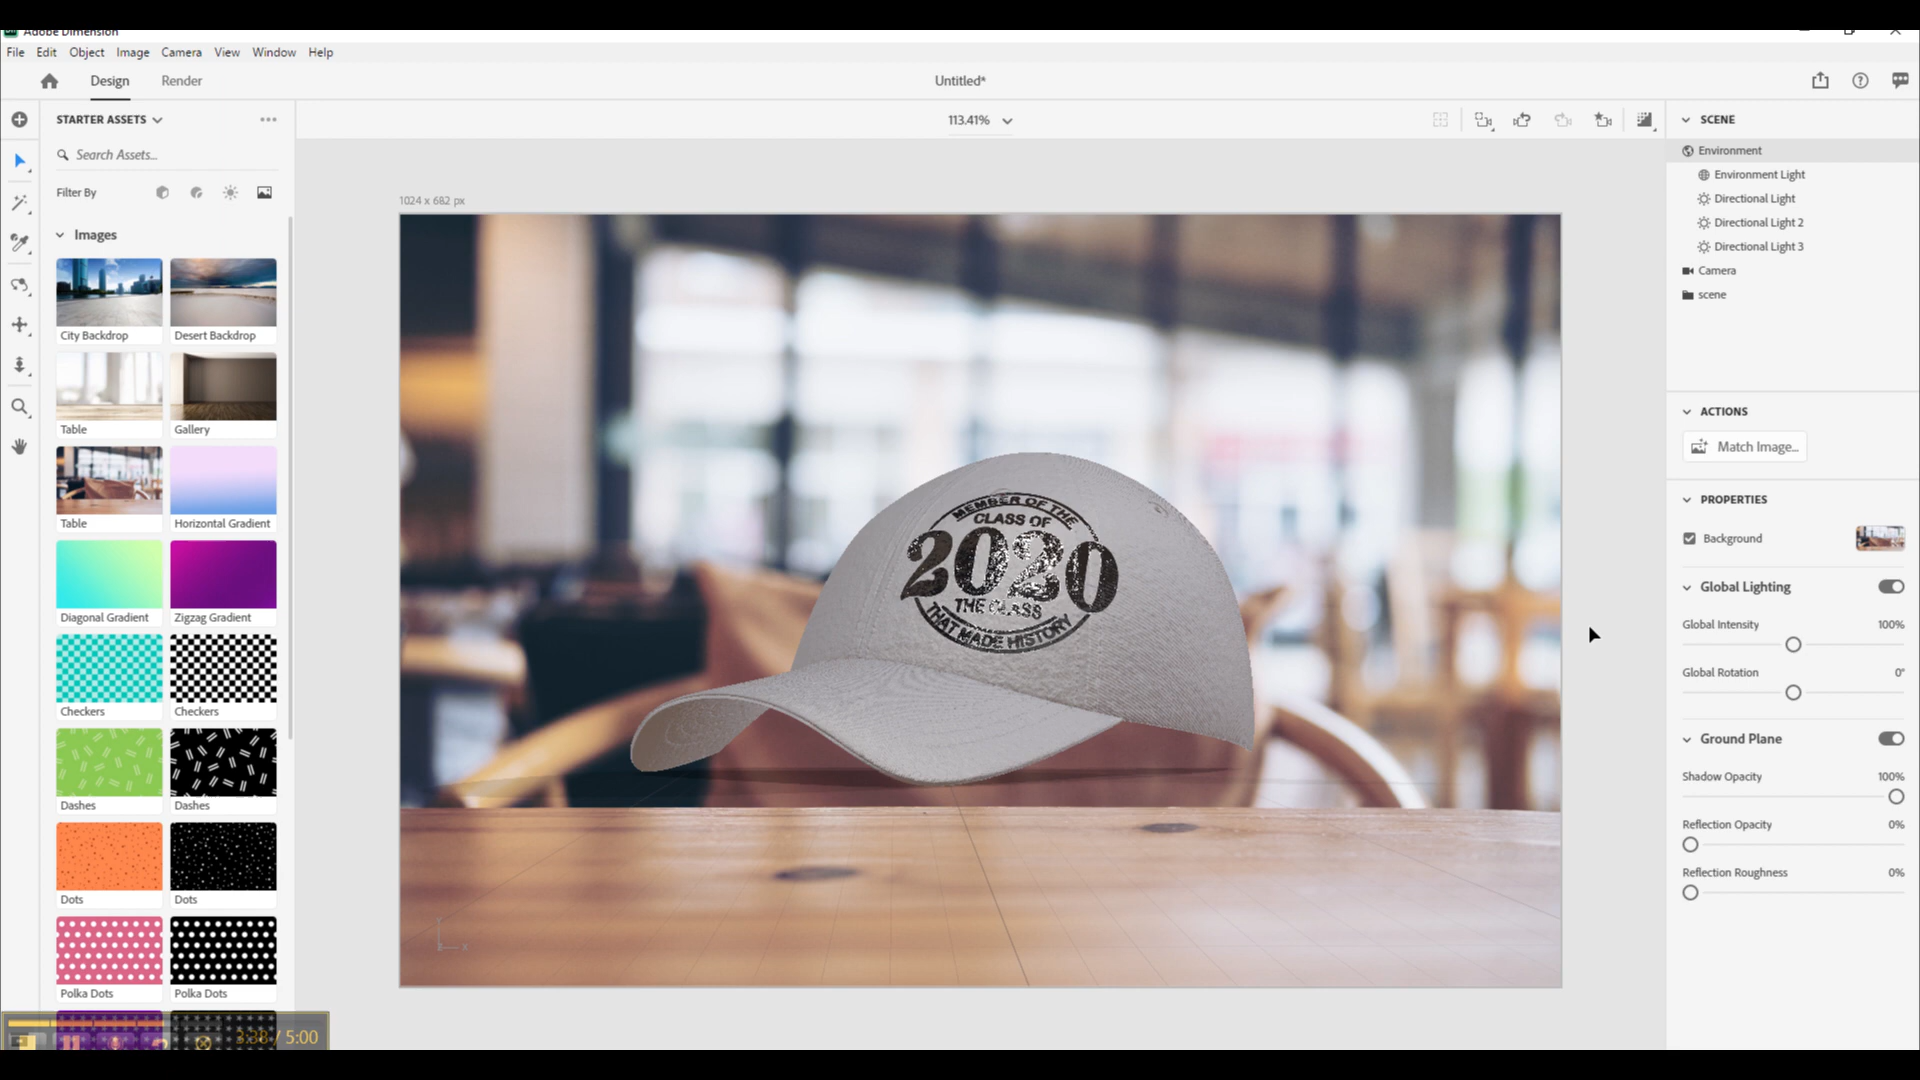 Adobe Dimension
File Edit Object Image Camera View Window Help
Design Render Untitled*
STARTER ASSETS
113.41%
Search Assets...
Filter By
Images
City Backdrop Desert Backdrop
Table Gallery
Table Horizontal Gradient
Diagonal Gradient Zigzag Gradient
Checkers Checkers
Dashes Dashes
Dots Dots
Polka Dots Polka Dots
3:38 / 5:00
1024 x 682 px
MEMBER OF THE
CLASS OF
2020
THE CLASS
THAT MADE HISTORY
Y
X
SCENE
Environment
Environment Light
Directional Light
Directional Light 2
Directional Light 3
Camera
scene
ACTIONS
Match Image...
PROPERTIES
Background
Global Lighting
Global Intensity 100%
Global Rotation 0°
Ground Plane
Shadow Opacity 100%
Reflection Opacity 0%
Reflection Roughness 0%